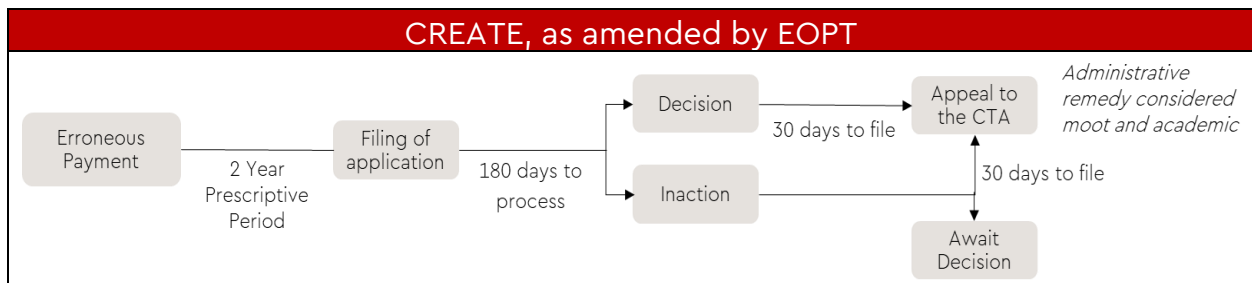 CREATE, as amended by EOPT
Erroneous
Payment
2 Year
Prescriptive
Period
Filing of
application
180 days to
process
Decision
30 days to file
Inaction
Appeal to
the CTA
Administrative
remedy considered
moot and academic
30 days to file
Await
Decision